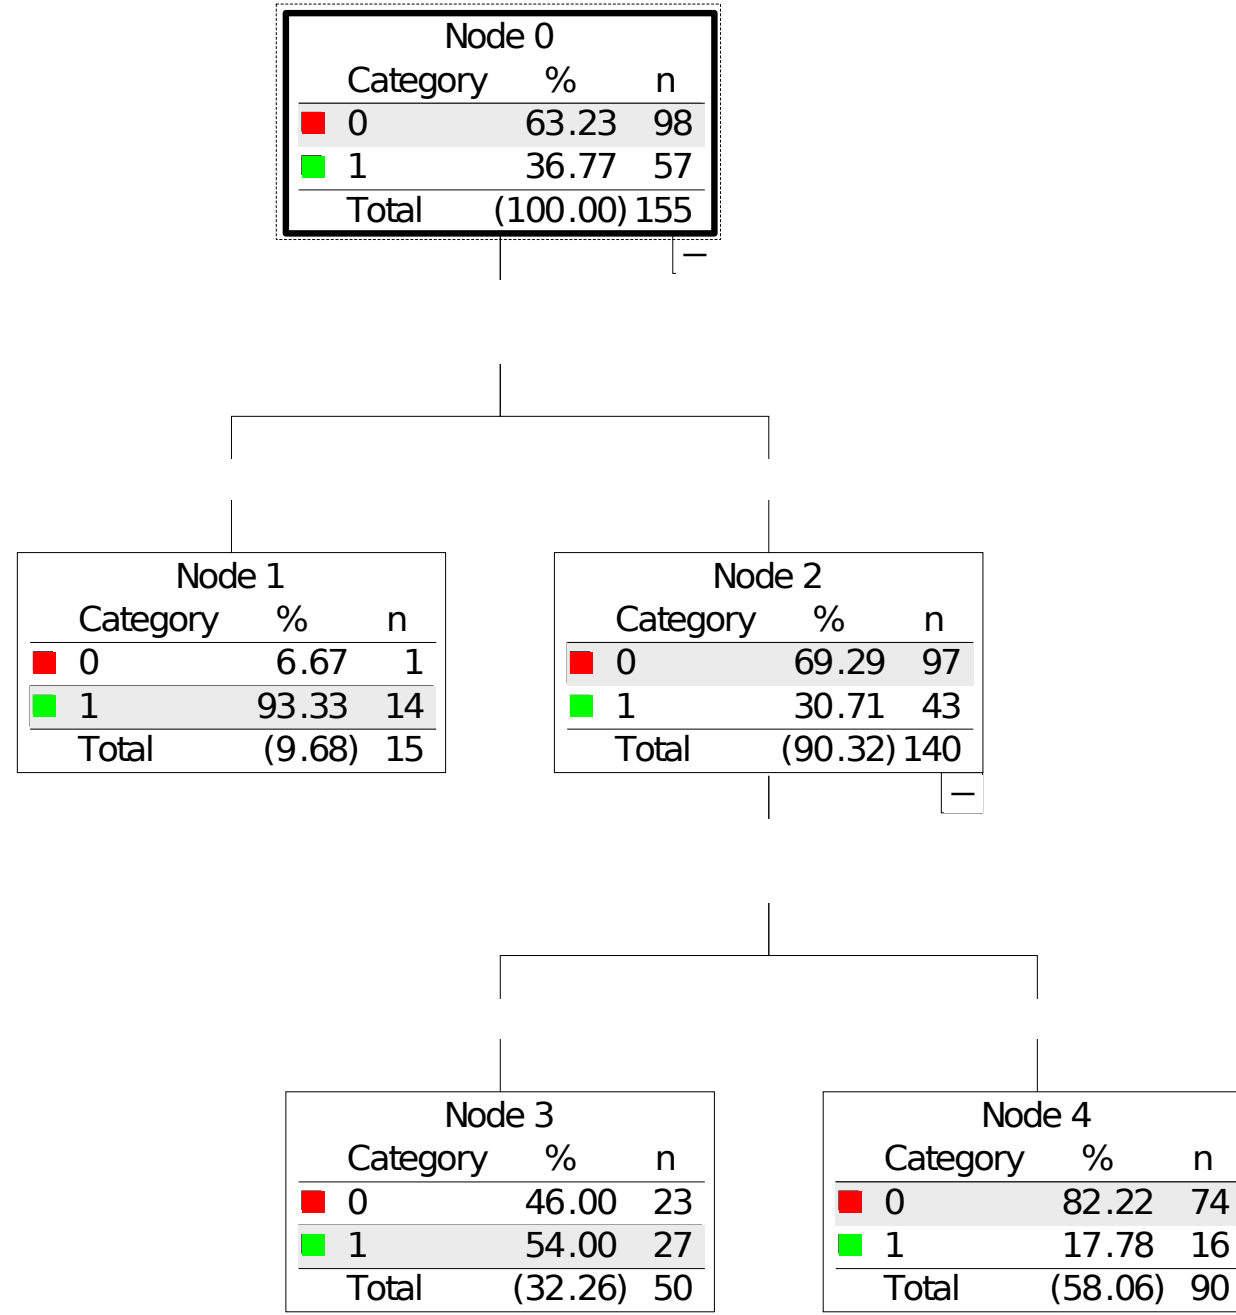 Node 0
Category % n
0 63.23 98
1 36.77 57
Total (100.00) 155
Node 1
Category % n
0 6.67 1
1 93.33 14
Total (9.68) 15
Node 2
Category % n
0 69.29 97
1 30.71 43
Total (90.32) 140
Node 3
Category % n
0 46.00 23
1 54.00 27
Total (32.26) 50
Node 4
Category % n
0 82.22 74
1 17.78 16
Total (58.06) 90